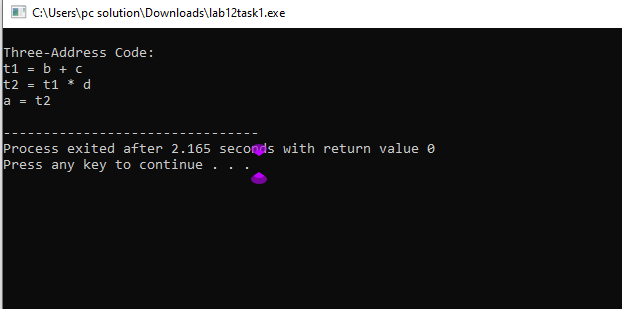 C:\Users\pc solution\Downloads\lab12task1.exe
Three-Address Code:
t1 = b + c
t2 = t1 * d
a = t2
--------------------------------
Process exited after 2.165 seconds with return value 0
Press any key to continue . . .